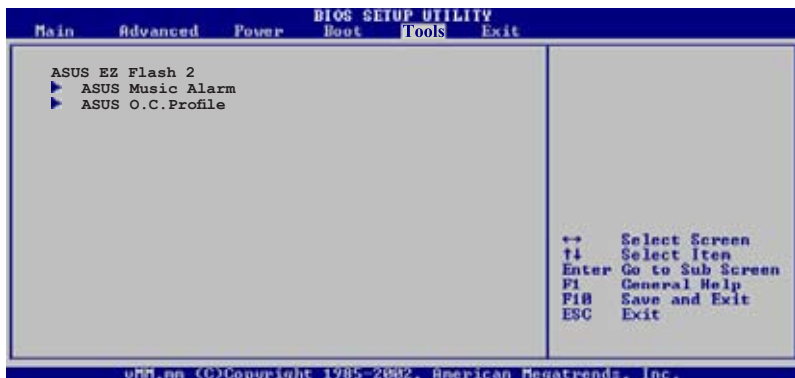 BIOS SETUP UTILITY
Main Advanced Power Boot Tools Exit
ASUS EZ Flash 2
ASUS Music Alarm
ASUS O.C.Profile
↔ Select Screen
↑↓ Select Item
Enter Go to Sub Screen
F1 General Help
F10 Save and Exit
ESC Exit
vMM.mm (C)Copyright 1985-2002, American Megatrends, Inc.